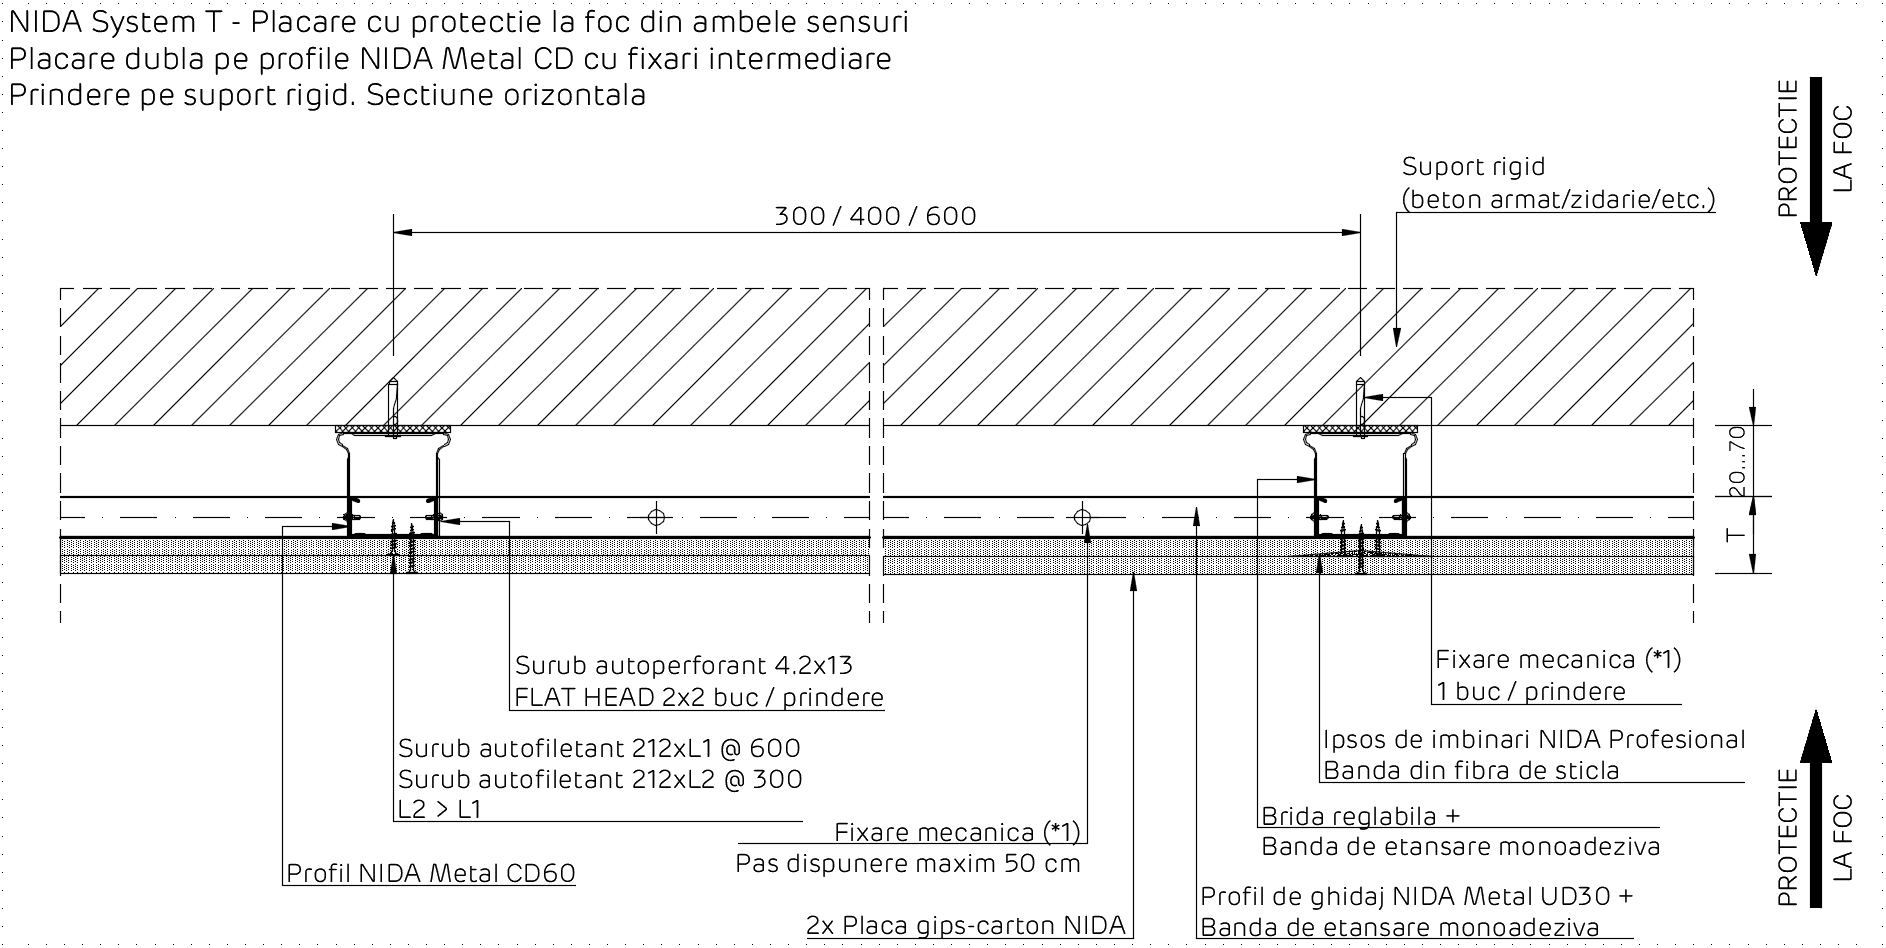 NIDA System T - Placare cu protectie la foc din ambele sensuri
Placare dubla pe profile NIDA Metal CD cu fixari intermediare
Prindere pe suport rigid. Sectiune orizontala
PROTECTIE
LA FOC
Suport rigid
(beton armat/zidarie/etc.)
300 / 400 / 600
20...70
T
Surub autoperforant 4.2x13
FLAT HEAD 2x2 buc / prindere
Fixare mecanica (*1)
1 buc / prindere
Surub autofiletant 212xL1 @ 600
Surub autofiletant 212xL2 @ 300
L2 > L1
Ipsos de imbinari NIDA Profesional
Banda din fibra de sticla
Fixare mecanica (*1)
Pas dispunere maxim 50 cm
Brida reglabila +
Banda de etansare monoadeziva
Profil NIDA Metal CD60
Profil de ghidaj NIDA Metal UD30 +
Banda de etansare monoadeziva
2x Placa gips-carton NIDA
PROTECTIE
LA FOC